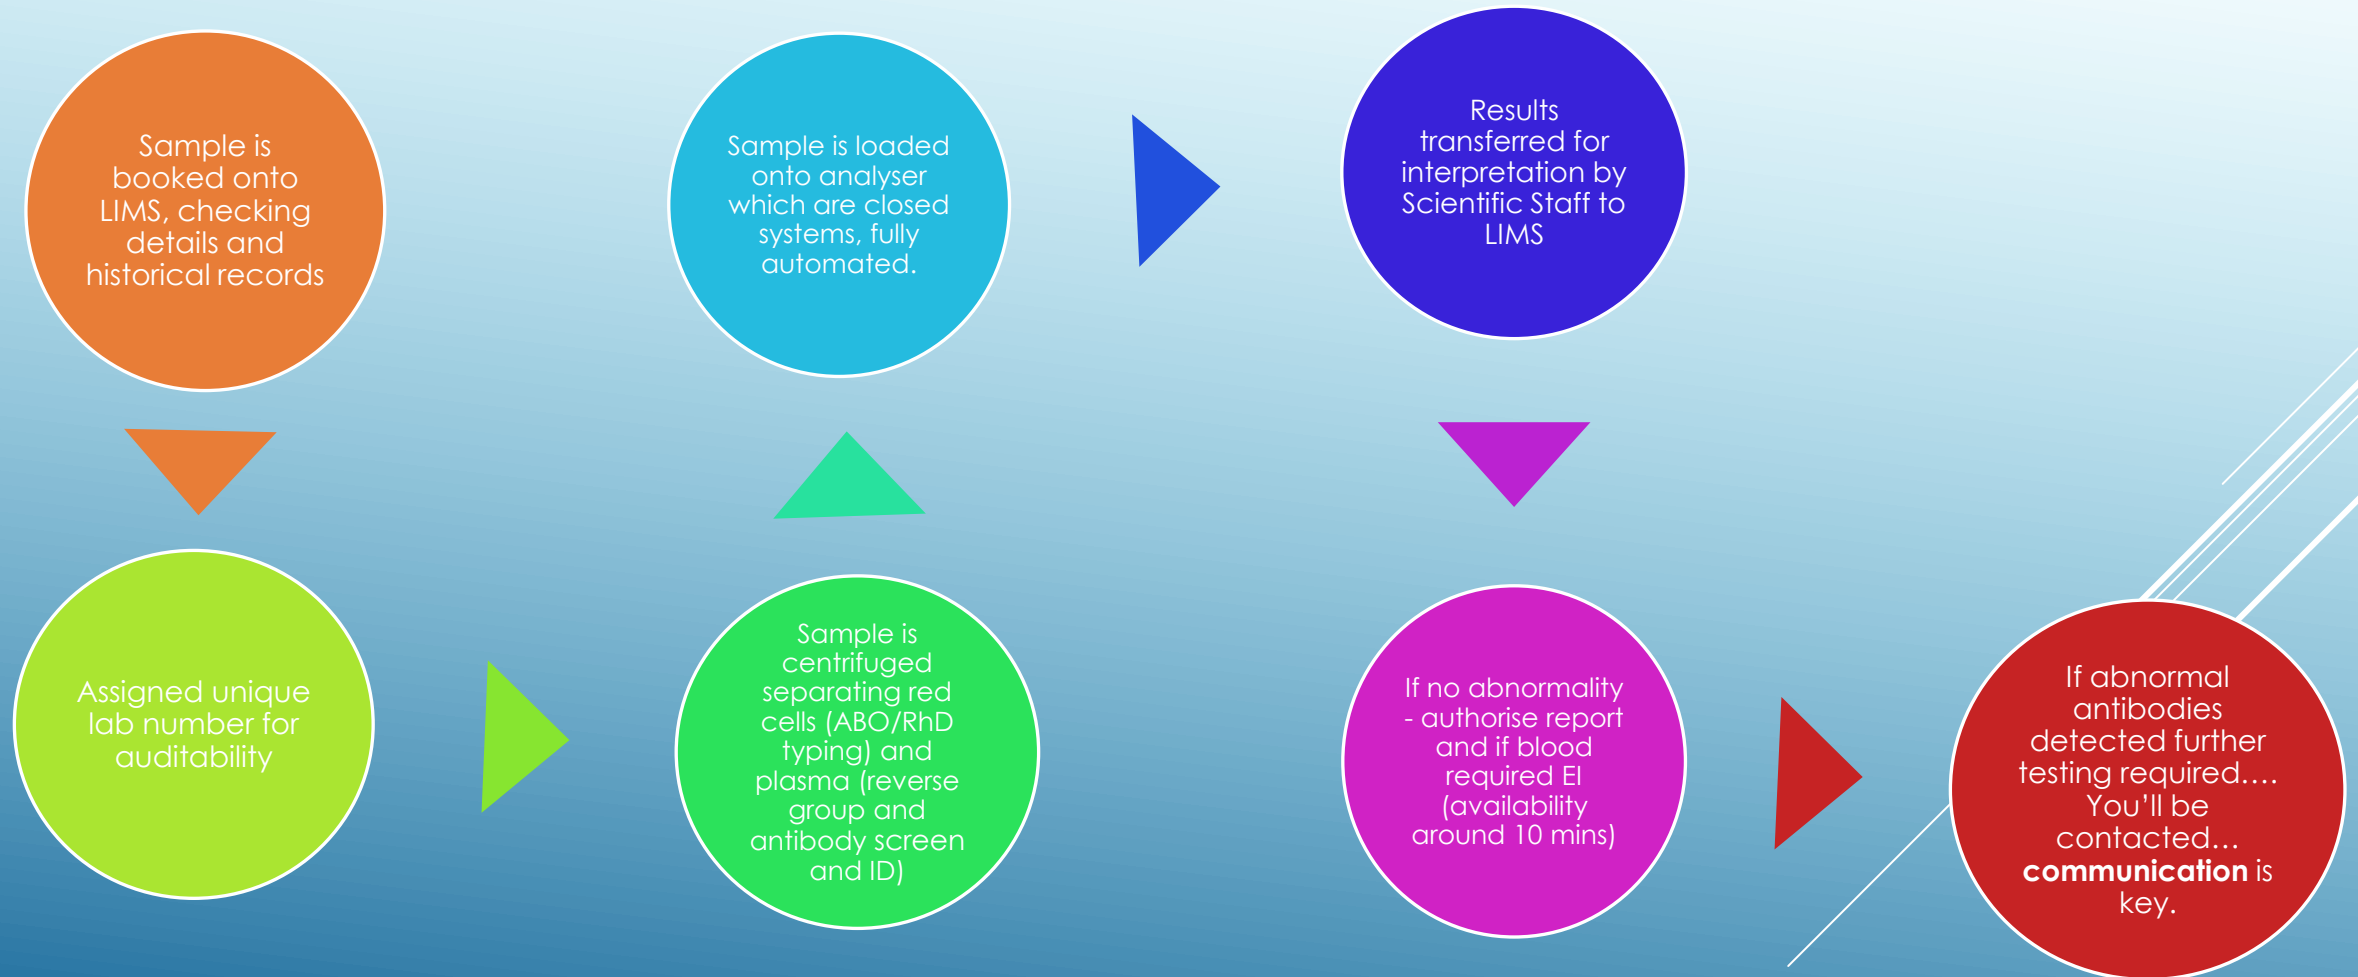 Sample is
booked onto
LIMS, checking
details and
historical records
Assigned unique
lab number for
auditability
Sample is
centrifuged
separating red
cells (ABO/RhD
typing) and
plasma (reverse
group and
antibody screen
and ID)
Sample is loaded
onto analyser
which are closed
systems, fully
automated.
Results
transferred for
interpretation by
Scientific Staff to
LIMS
If no abnormality
- authorise report
and if blood
required EI
(availability
around 10 mins)
If abnormal
antibodies
detected further
testing required….
You’ll be
contacted…
communication is
key.